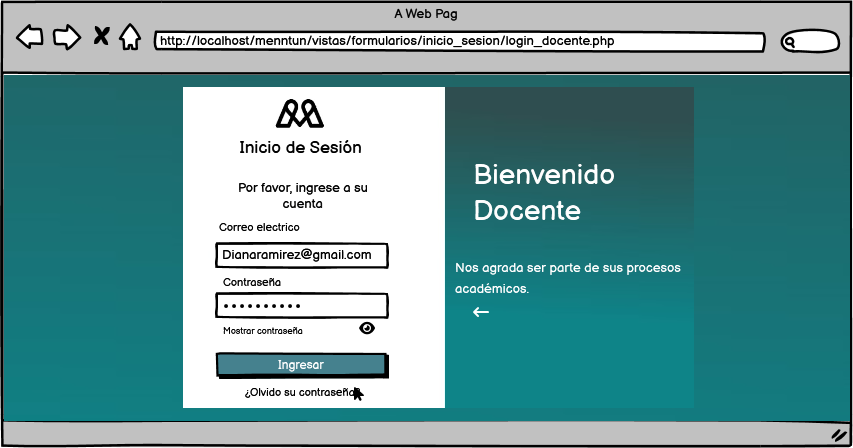 A Web Pag
http://localhost/menntun/vistas/formularios/inicio_sesion/login_docente.php
Inicio de Sesión
Por favor, ingrese a su
cuenta
Correo electrico
Dianaramirez@gmail.com
Contraseña
Mostrar contraseña
Ingresar
¿Olvido su contraseña?
Bienvenido
Docente
Nos agrada ser parte de sus procesos
académicos.